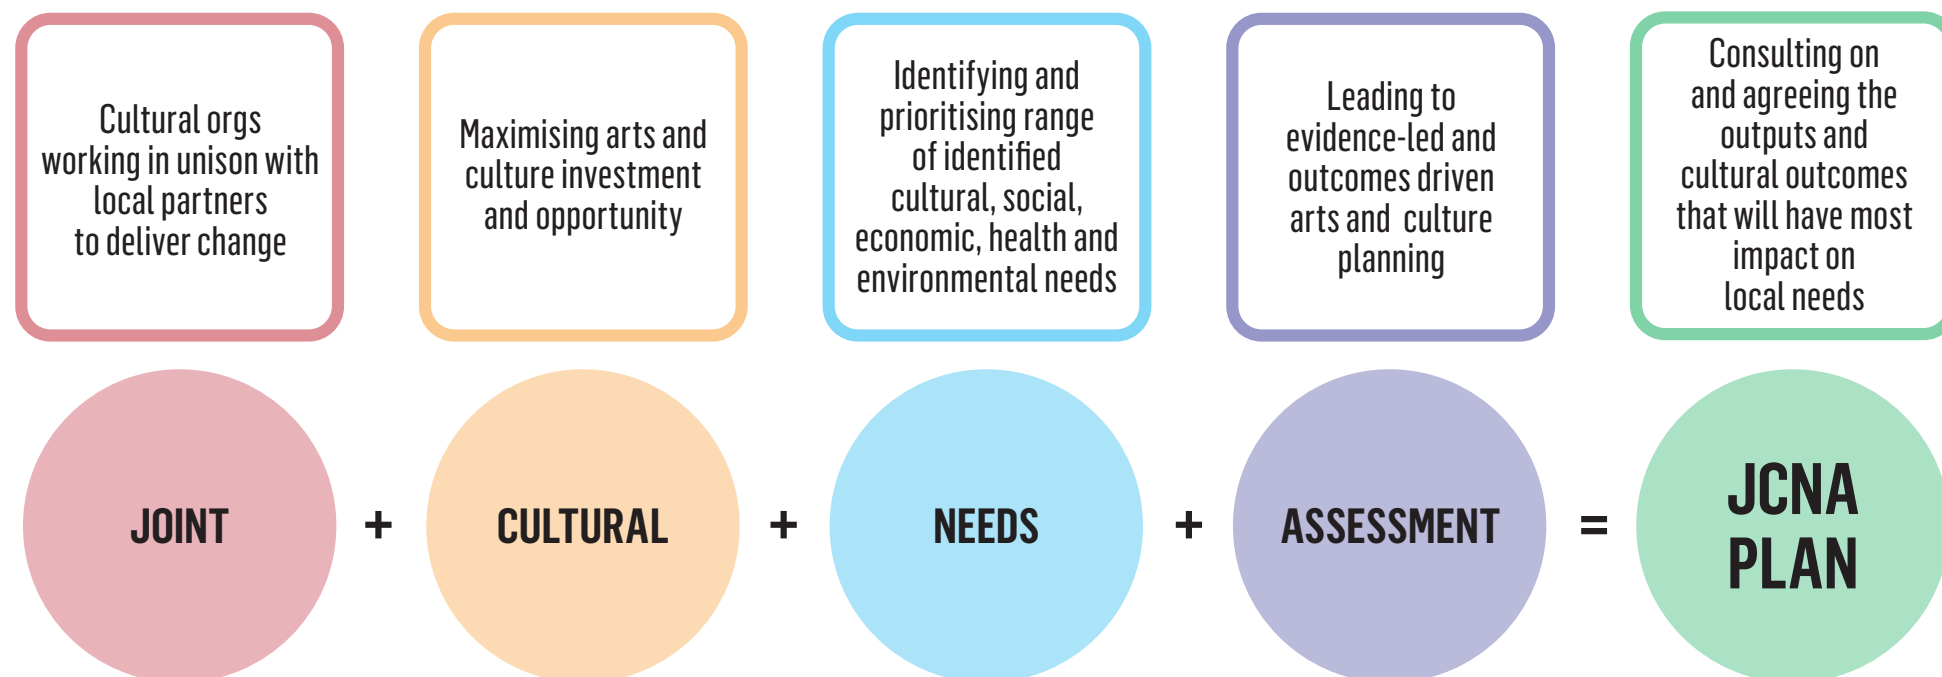 Cultural orgs
working in unison with
local partners
to deliver change
Maximising arts and
culture investment
and opportunity
Identifying and
prioritising range
of identified
cultural, social,
economic, health and
environmental needs
Leading to
evidence-led and
outcomes driven
arts and culture
planning
Consulting on
and agreeing the
outputs and
cultural outcomes
that will have most
impact on
local needs
JOINT + CULTURAL + NEEDS + ASSESSMENT = JCNA
PLAN